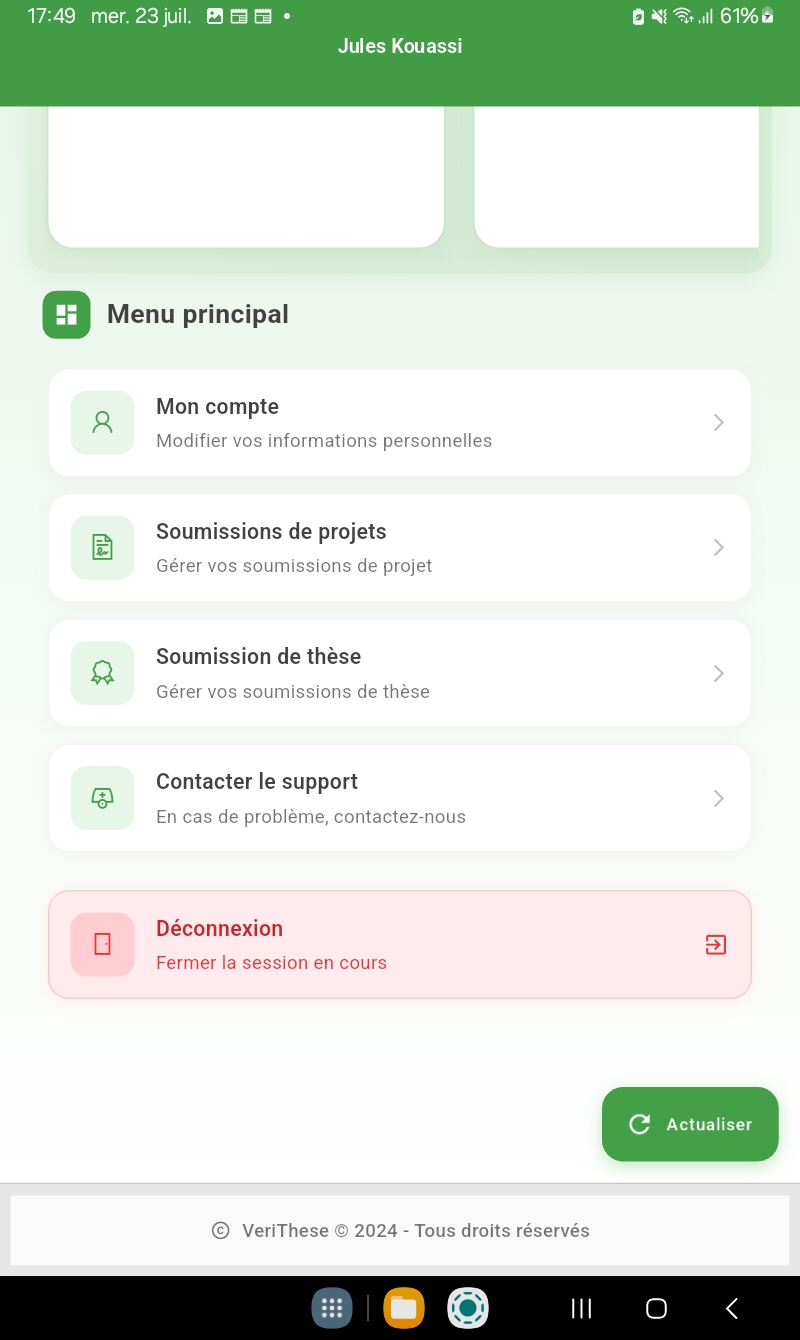 17:49 mer. 23 juil. 61%
Jules Kouassi
Menu principal
Mon compte
Modifier vos informations personnelles
Soumissions de projets
Gérer vos soumissions de projet
Soumission de thèse
Gérer vos soumissions de thèse
Contacter le support
En cas de problème, contactez-nous
Déconnexion
Fermer la session en cours
Actualiser
© VeriThese © 2024 - Tous droits réservés